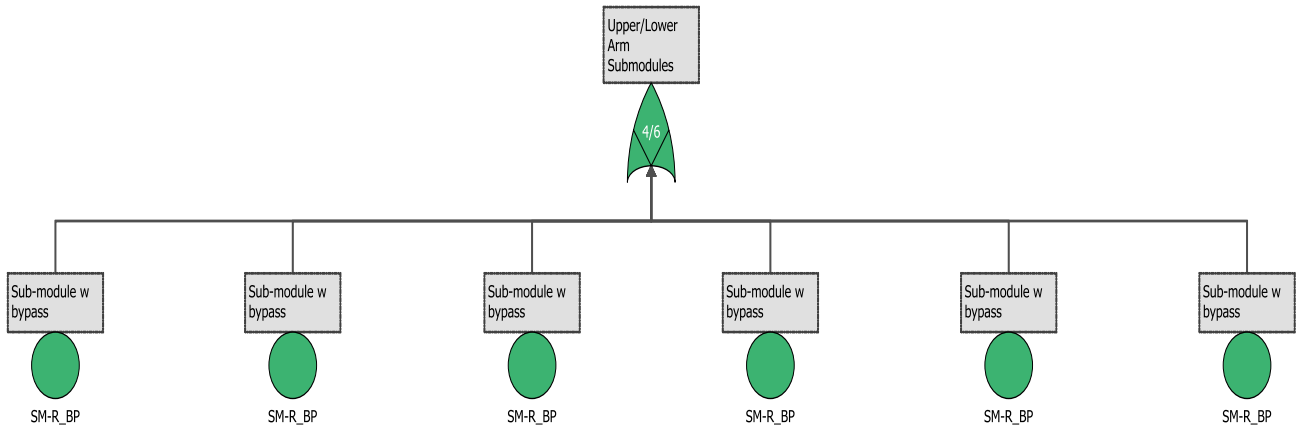 Upper/Lower
Arm
Submodules
4/6
Sub-module w
bypass
Sub-module w
bypass
Sub-module w
bypass
Sub-module w
bypass
Sub-module w
bypass
Sub-module w
bypass
SM-R_BP
SM-R_BP
SM-R_BP
SM-R_BP
SM-R_BP
SM-R_BP